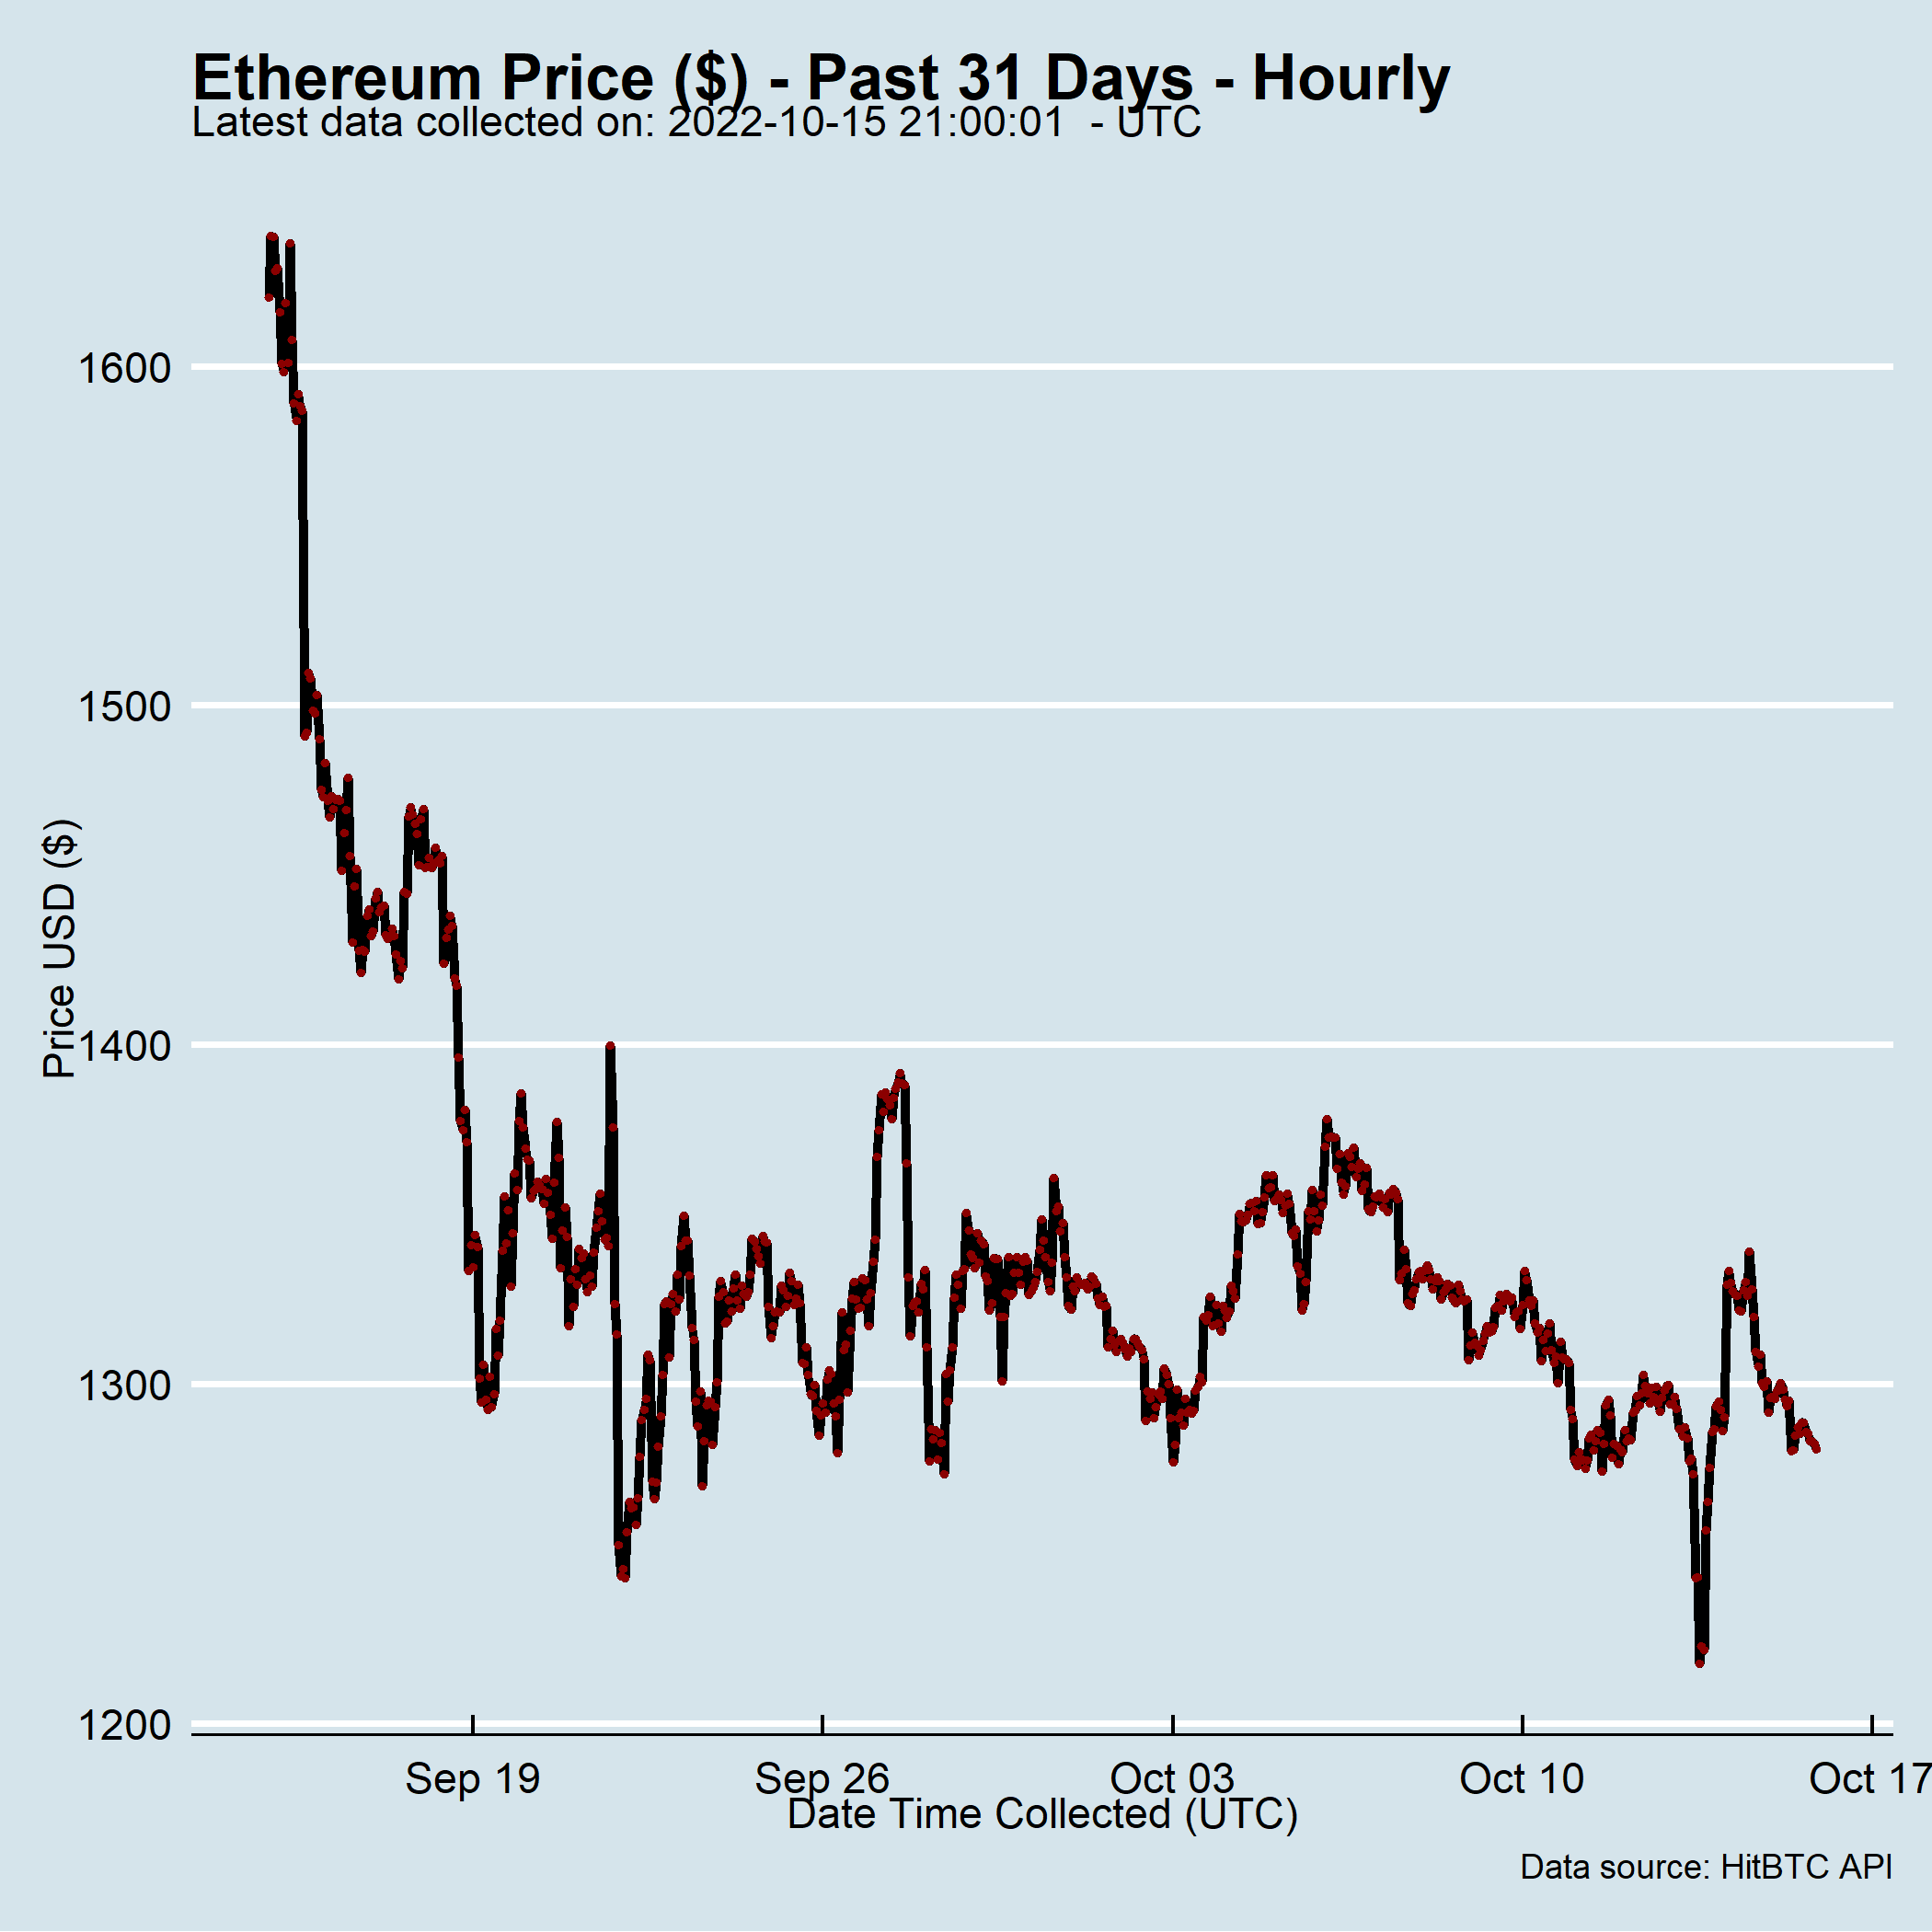 Ethereum Price ($) - Past 31 Days - Hourly
Latest data collected on: 2022-10-15 21:00:01  - UTC
Price USD ($)
1600
1500
1400
1300
1200
Sep 19
Sep 26
Oct 03
Oct 10
Oct 17
Date Time Collected (UTC)
Data source: HitBTC API